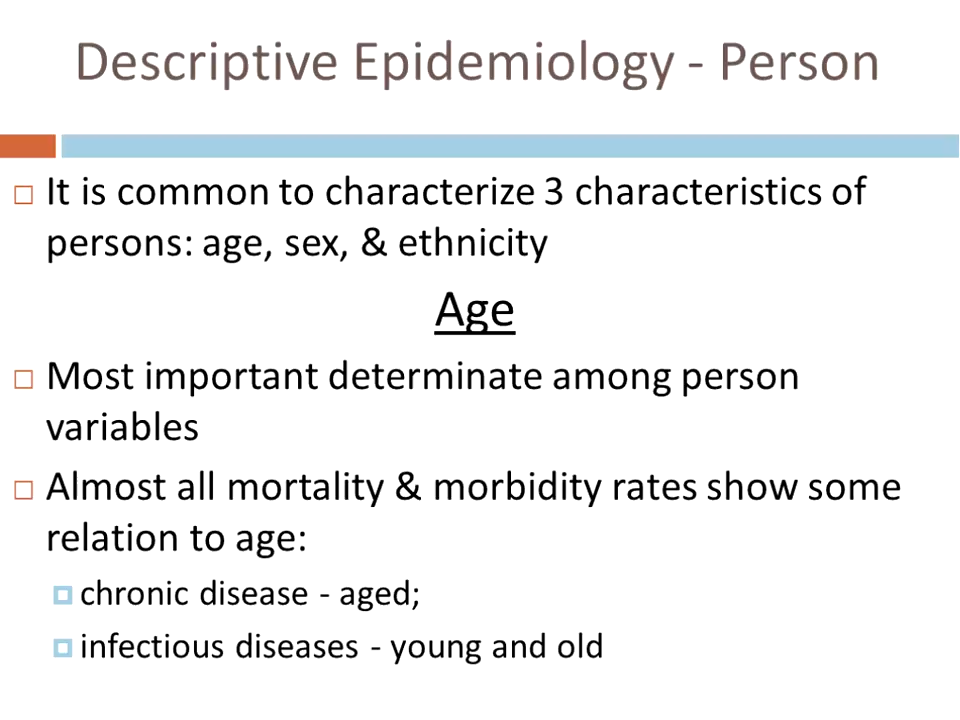 Descriptive Epidemiology - Person
It is common to characterize 3 characteristics of
persons: age, sex, & ethnicity
Age
Most important determinate among person
variables
Almost all mortality & morbidity rates show some
relation to age:
chronic disease - aged;
infectious diseases - young and old